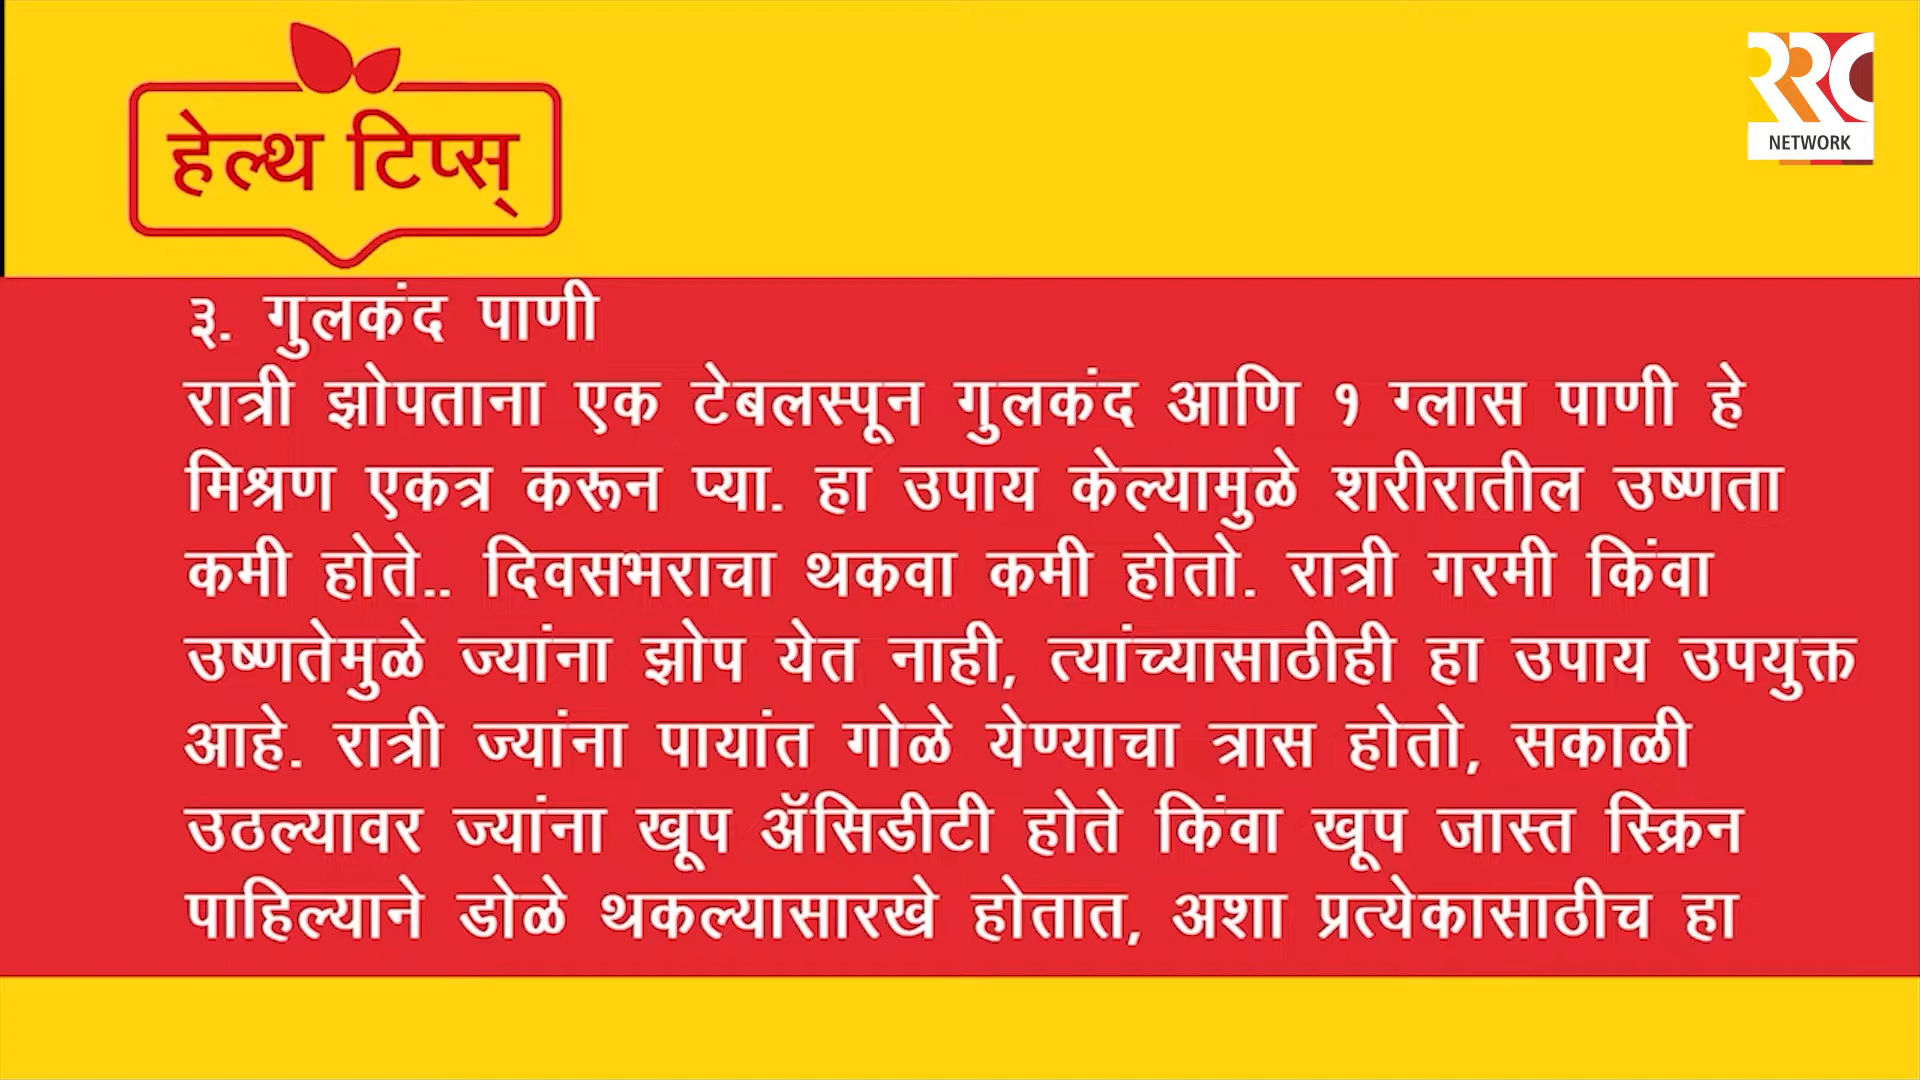 हेल्थ टिप्स्
RRC
NETWORK
३. गुलकंद पाणी
रात्री झोपताना एक टेबलस्पून गुलकंद आणि १ ग्लास पाणी हे
मिश्रण एकत्र करून प्या. हा उपाय केल्यामुळे शरीरातील उष्णता
कमी होते.. दिवसभराचा थकवा कमी होतो. रात्री गरमी किंवा
उष्णतेमुळे ज्यांना झोप येत नाही, त्यांच्यासाठीही हा उपाय उपयुक्त
आहे. रात्री ज्यांना पायांत गोळे येण्याचा त्रास होतो, सकाळी
उठल्यावर ज्यांना खूप ॲसिडीटी होते किंवा खूप जास्त स्क्रिन
पाहिल्याने डोळे थकल्यासारखे होतात, अशा प्रत्येकासाठीच हा